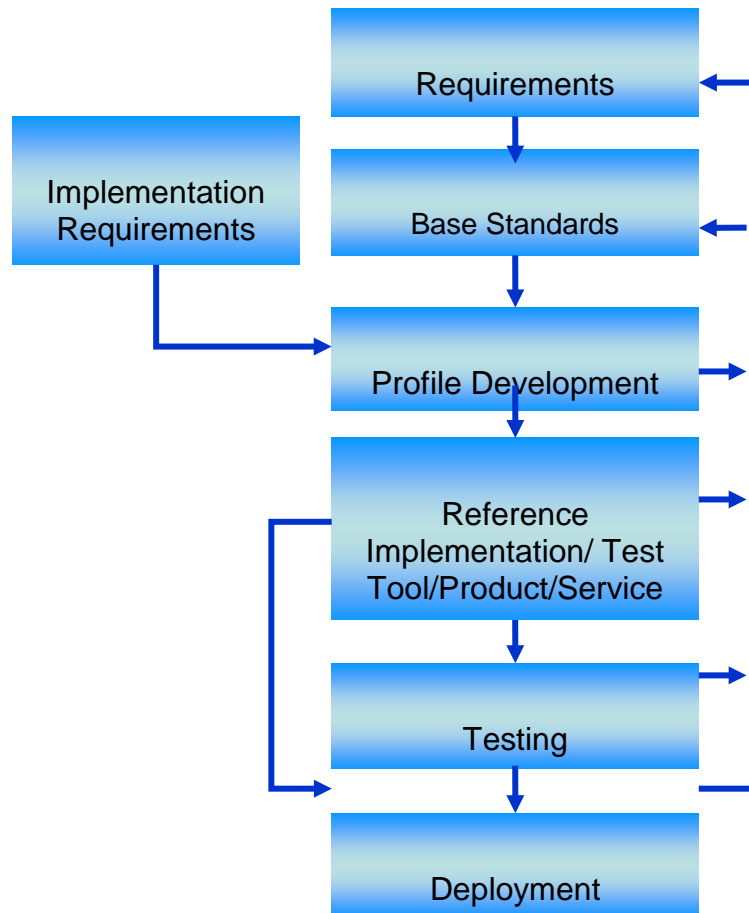 Requirements
Implementation
Requirements
Base Standards
Profile Development
Reference
Implementation/ Test
Tool/Product/Service
Testing
Deployment